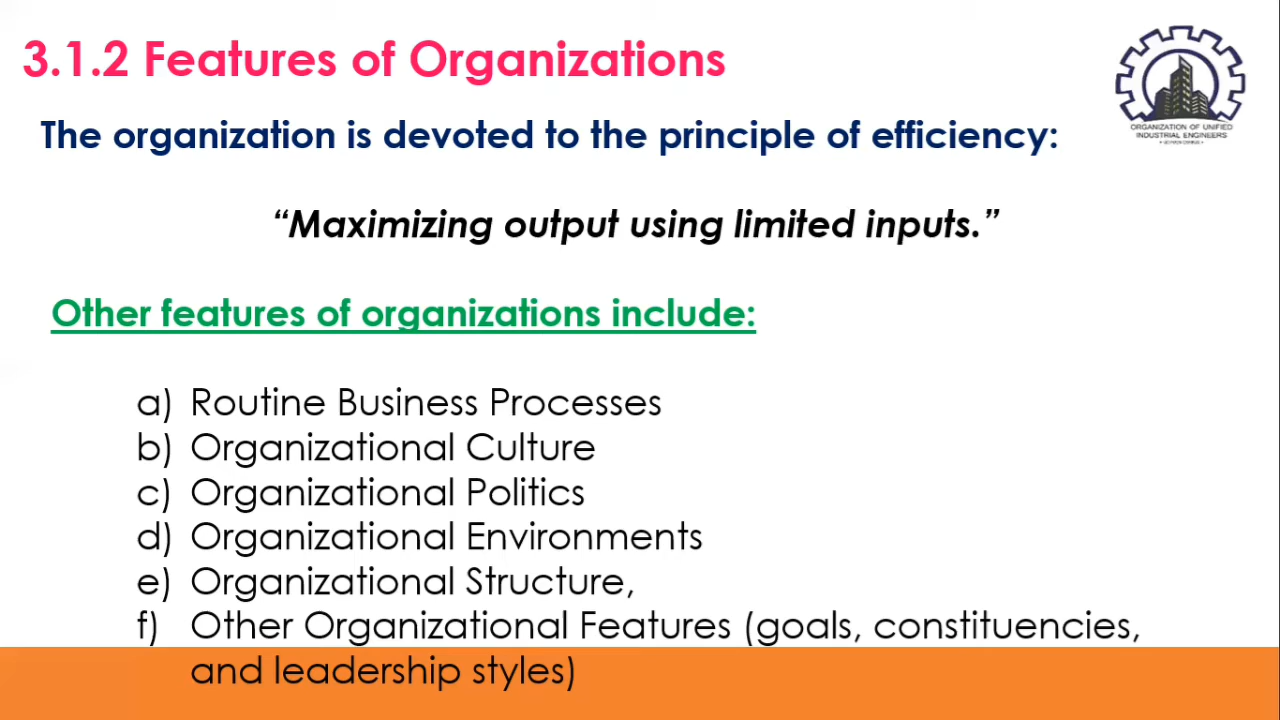 3.1.2 Features of Organizations
ORGANIZATION OF UNIFIED
INDUSTRIAL ENGINEERS
The organization is devoted to the principle of efficiency:
“Maximizing output using limited inputs.”
Other features of organizations include:
a) Routine Business Processes
b) Organizational Culture
c) Organizational Politics
d) Organizational Environments
e) Organizational Structure,
f) Other Organizational Features (goals, constituencies,
and leadership styles)